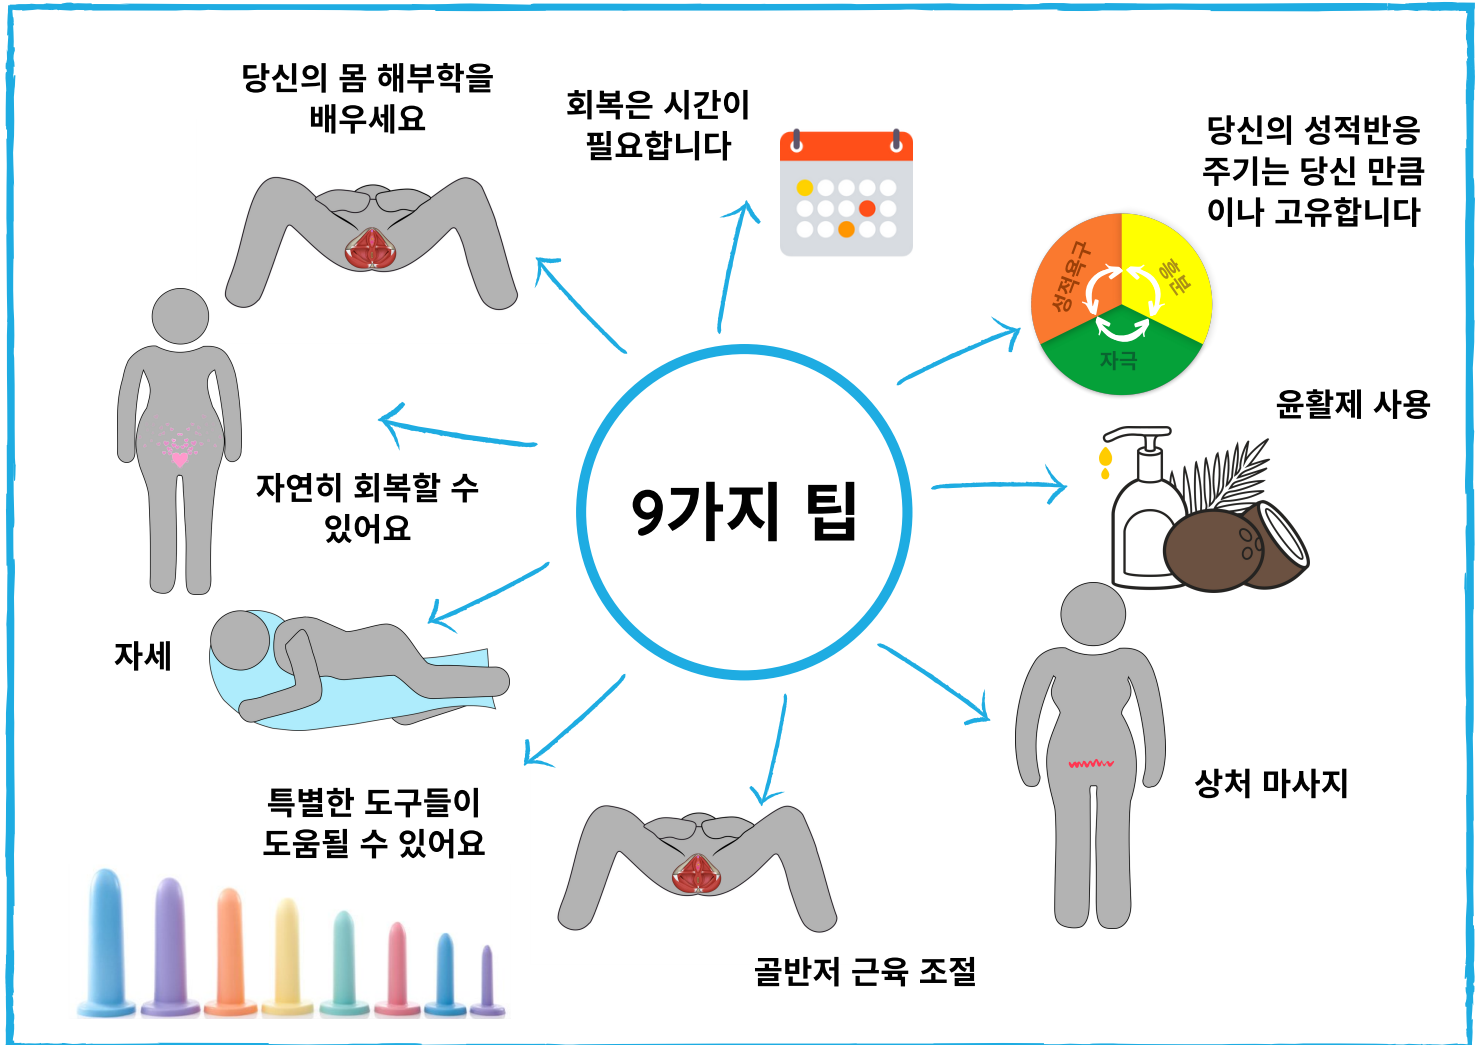 당신의 몸 해부학을
배우세요
회복은 시간이
필요합니다
당신의 성적반응
주기는 당신 만큼
이나 고유합니다
성적욕구
흥분
자극
윤활제 사용
자연히 회복할 수
있어요
9가지 팁
자세
상처 마사지
특별한 도구들이
도움될 수 있어요
골반저 근육 조절